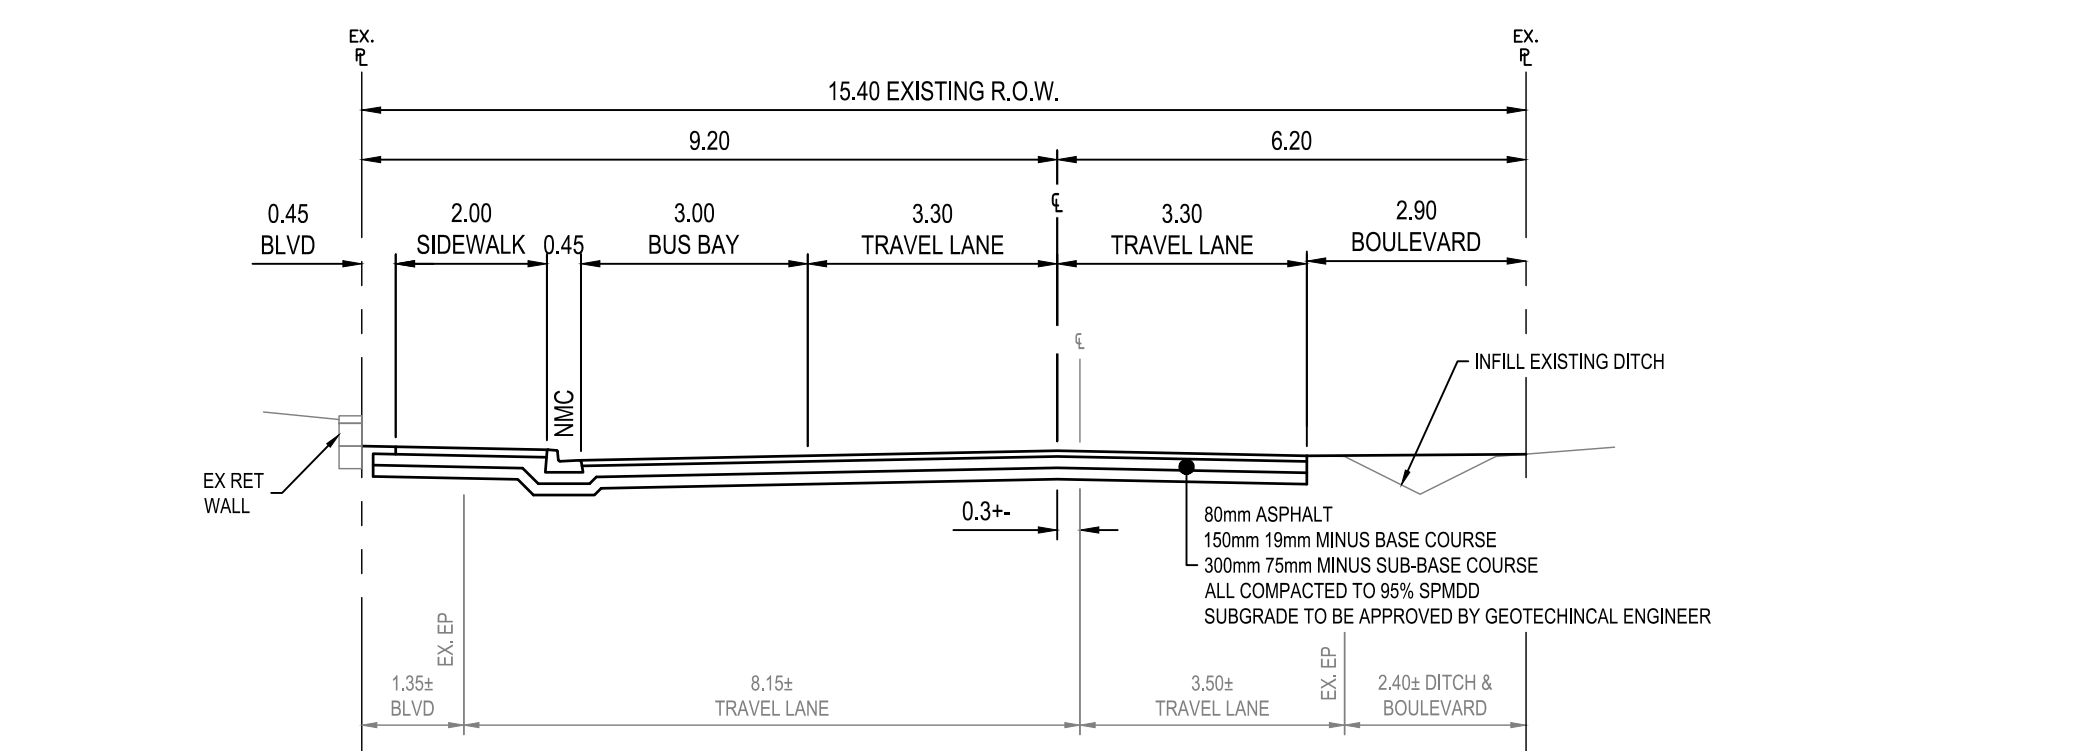 EX.
PL
EX.
PL
15.40 EXISTING R.O.W.
9.20
6.20
0.45
BLVD
2.00
SIDEWALK
0.45
3.00
BUS BAY
3.30
TRAVEL LANE
CL
3.30
TRAVEL LANE
2.90
BOULEVARD
CL
INFILL EXISTING DITCH
NMC
EX RET
WALL
0.3+-
80mm ASPHALT
150mm 19mm MINUS BASE COURSE
300mm 75mm MINUS SUB-BASE COURSE
ALL COMPACTED TO 95% SPMDD
SUBGRADE TO BE APPROVED BY GEOTECHINCAL ENGINEER
EX. EP
EX. EP
1.35±
BLVD
8.15±
TRAVEL LANE
3.50±
TRAVEL LANE
2.40± DITCH &
BOULEVARD